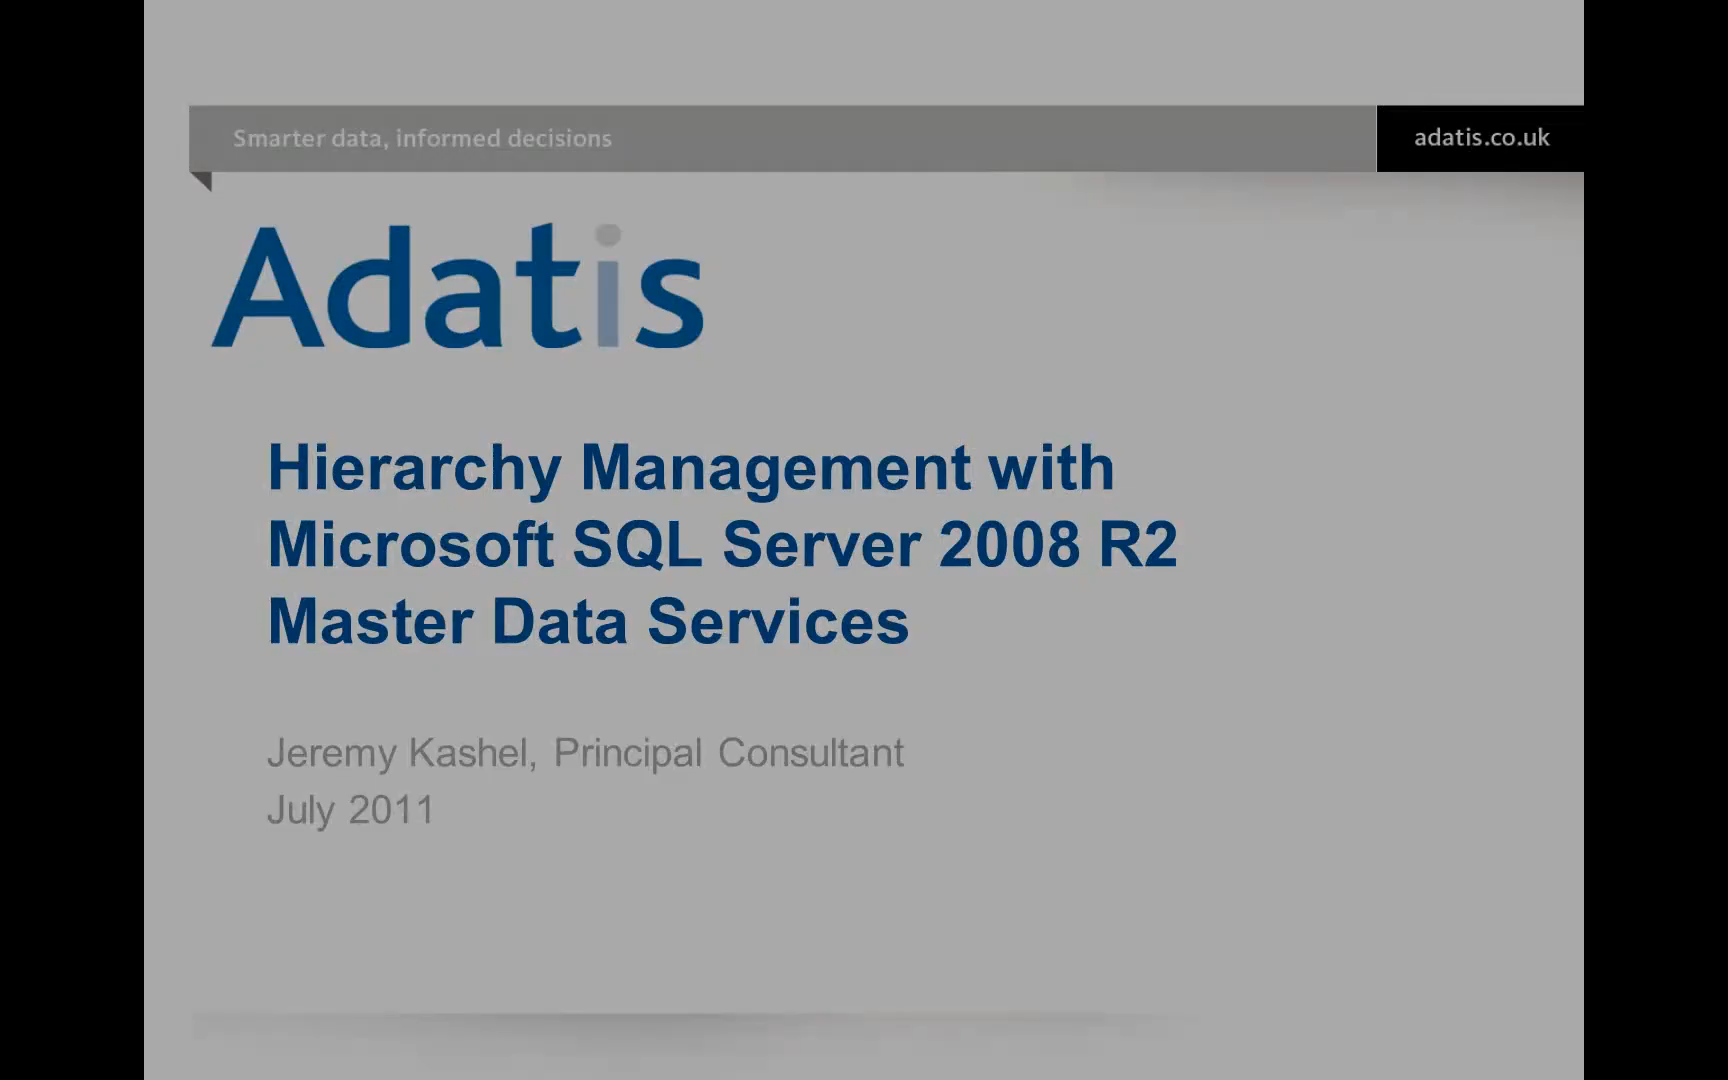 Smarter data, informed decisions
adatis.co.uk
Adatis
Hierarchy Management with
Microsoft SQL Server 2008 R2
Master Data Services
Jeremy Kashel, Principal Consultant
July 2011